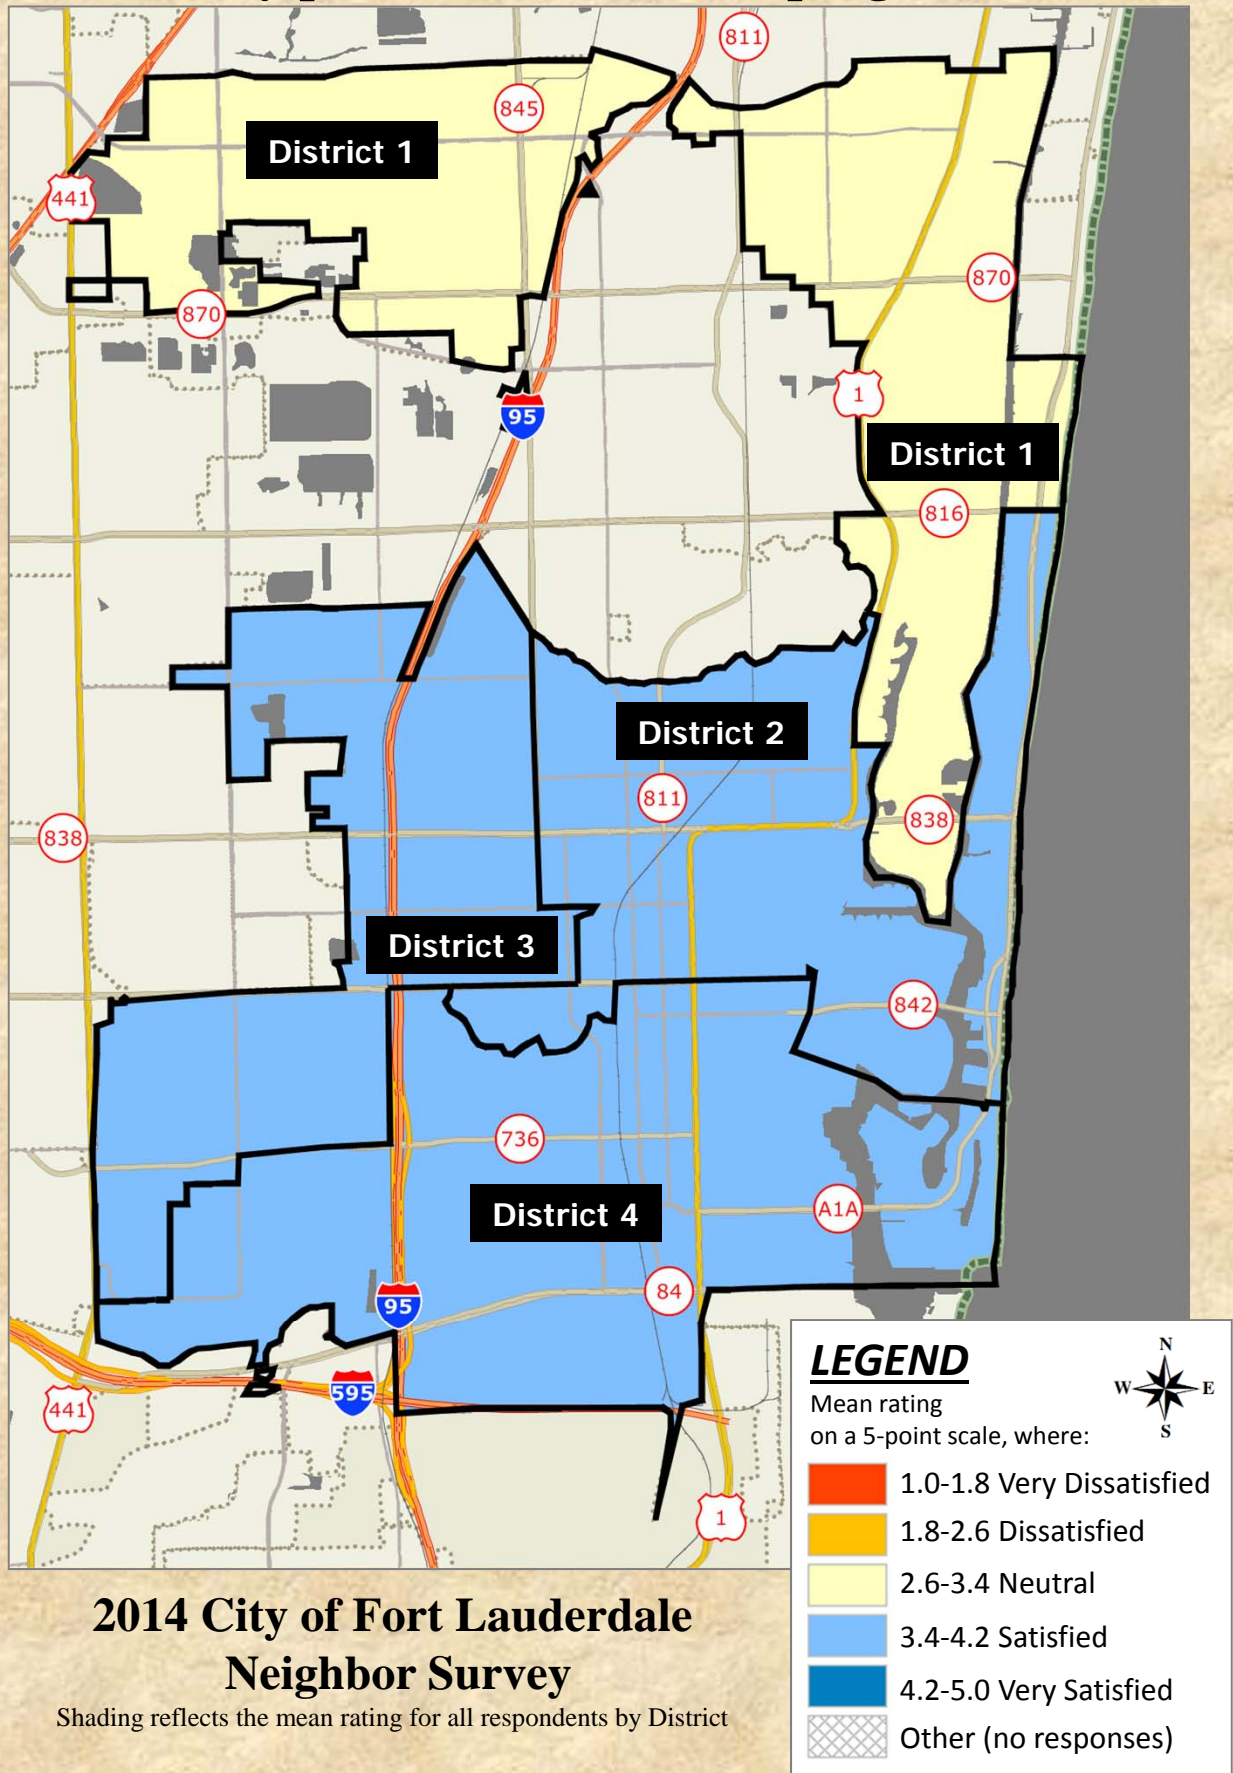 811
845
District 1
441
870
870
1
95
District 1
816
District 2
811
838
838
District 3
842
736
District 4
A1A
84
95
595
441
1
LEGEND
N
W E
S
Mean rating
on a 5-point scale, where:
1.0-1.8 Very Dissatisfied
1.8-2.6 Dissatisfied
2.6-3.4 Neutral
3.4-4.2 Satisfied
4.2-5.0 Very Satisfied
Other (no responses)
2014 City of Fort Lauderdale
Neighbor Survey
Shading reflects the mean rating for all respondents by District